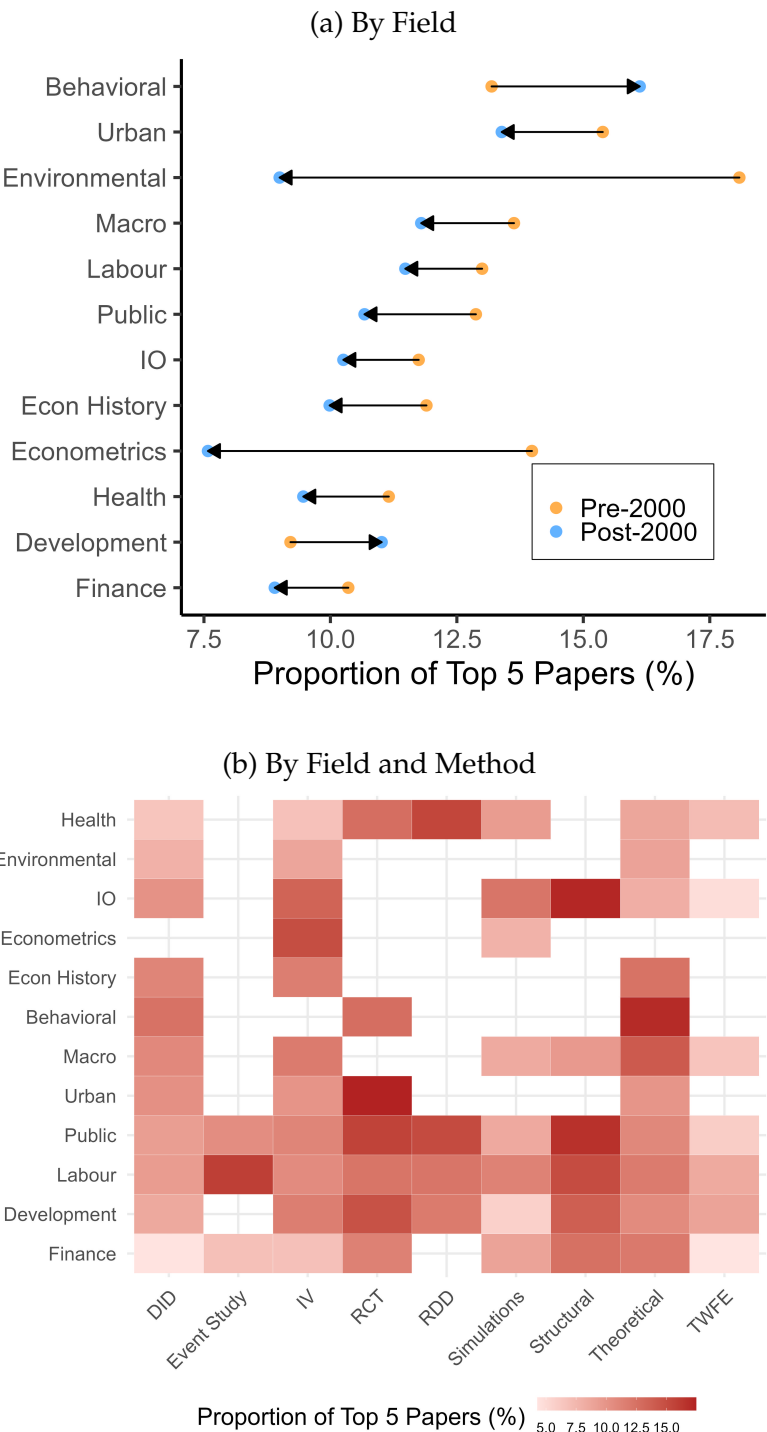 (a) By Field
Behavioral
Urban
Environmental
Macro
Labour
Public
IO
Econ History
Econometrics
Health
Development
Finance
Pre-2000
Post-2000
7.5 10.0 12.5 15.0 17.5
Proportion of Top 5 Papers (%)
(b) By Field and Method
Health
Environmental
IO
Econometrics
Econ History
Behavioral
Macro
Urban
Public
Labour
Development
Finance
DID Event Study IV RCT RDD Simulations Structural Theoretical TWFE
Proportion of Top 5 Papers (%)
5.0 7.5 10.0 12.5 15.0